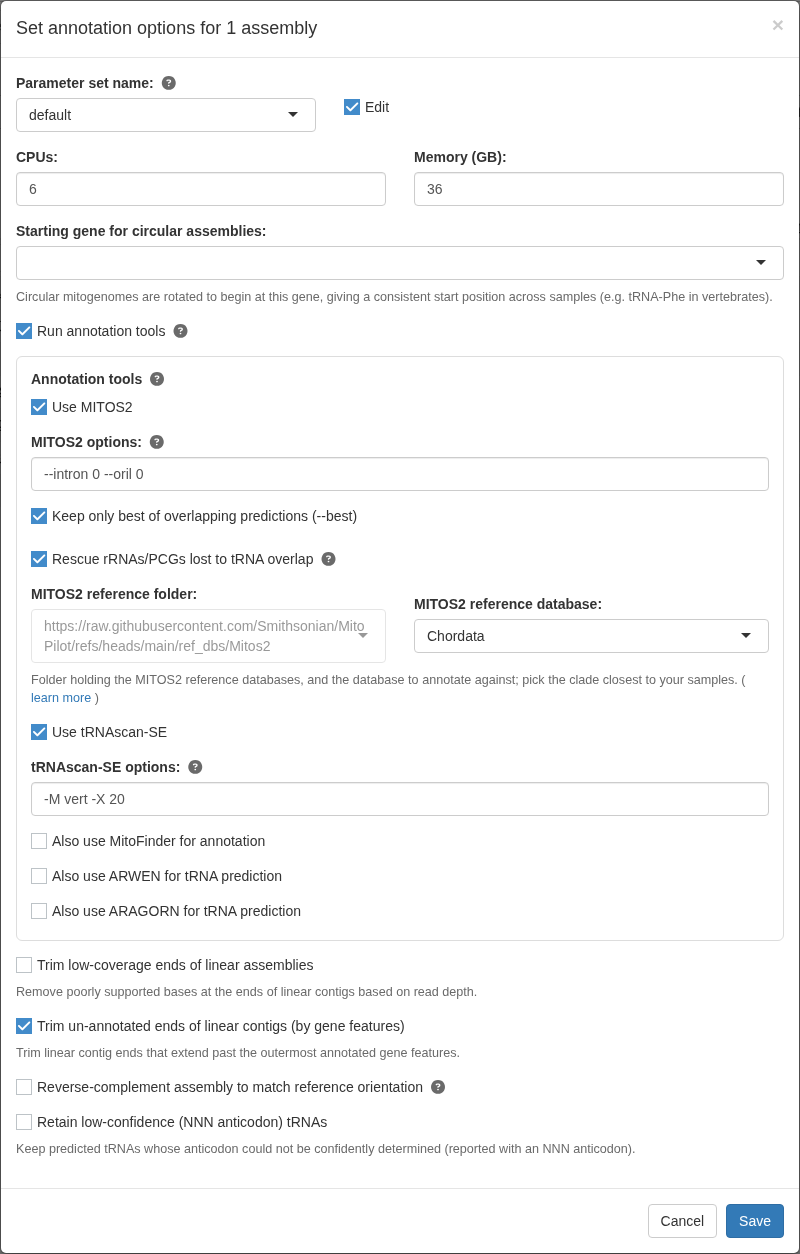 Set annotation options for 1 assembly
×
Parameter set name: ?
default
Edit
CPUs:
Memory (GB):
6
36
Starting gene for circular assemblies:
Circular mitogenomes are rotated to begin at this gene, giving a consistent start position across samples (e.g. tRNA-Phe in vertebrates).
Run annotation tools ?
Annotation tools ?
Use MITOS2
MITOS2 options: ?
--intron 0 --oril 0
Keep only best of overlapping predictions (--best)
Rescue rRNAs/PCGs lost to tRNA overlap ?
MITOS2 reference folder:
https://raw.githubusercontent.com/Smithsonian/Mito
Pilot/refs/heads/main/ref_dbs/Mitos2
MITOS2 reference database:
Chordata
Folder holding the MITOS2 reference databases, and the database to annotate against; pick the clade closest to your samples. (
learn more )
Use tRNAscan-SE
tRNAscan-SE options: ?
-M vert -X 20
Also use MitoFinder for annotation
Also use ARWEN for tRNA prediction
Also use ARAGORN for tRNA prediction
Trim low-coverage ends of linear assemblies
Remove poorly supported bases at the ends of linear contigs based on read depth.
Trim un-annotated ends of linear contigs (by gene features)
Trim linear contig ends that extend past the outermost annotated gene features.
Reverse-complement assembly to match reference orientation ?
Retain low-confidence (NNN anticodon) tRNAs
Keep predicted tRNAs whose anticodon could not be confidently determined (reported with an NNN anticodon).
Cancel
Save